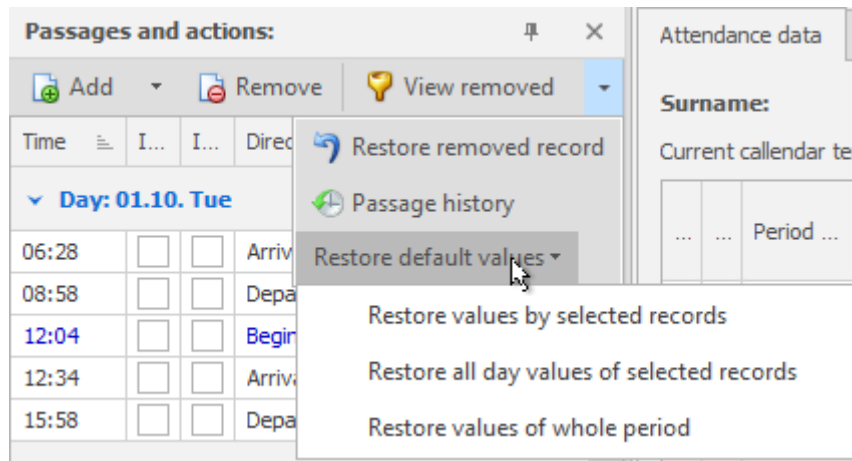 Passages and actions:
Attendance data
Add Remove View removed
Surname:
Time I... I... Direc
Restore removed record
Current callendar te
Day: 01.10. Tue
Passage history
... ... Period ...
06:28 Arriv
Restore default values
08:58 Depa
Restore values by selected records
12:04 Begin
12:34 Arriva
Restore all day values of selected records
15:58 Depa
Restore values of whole period